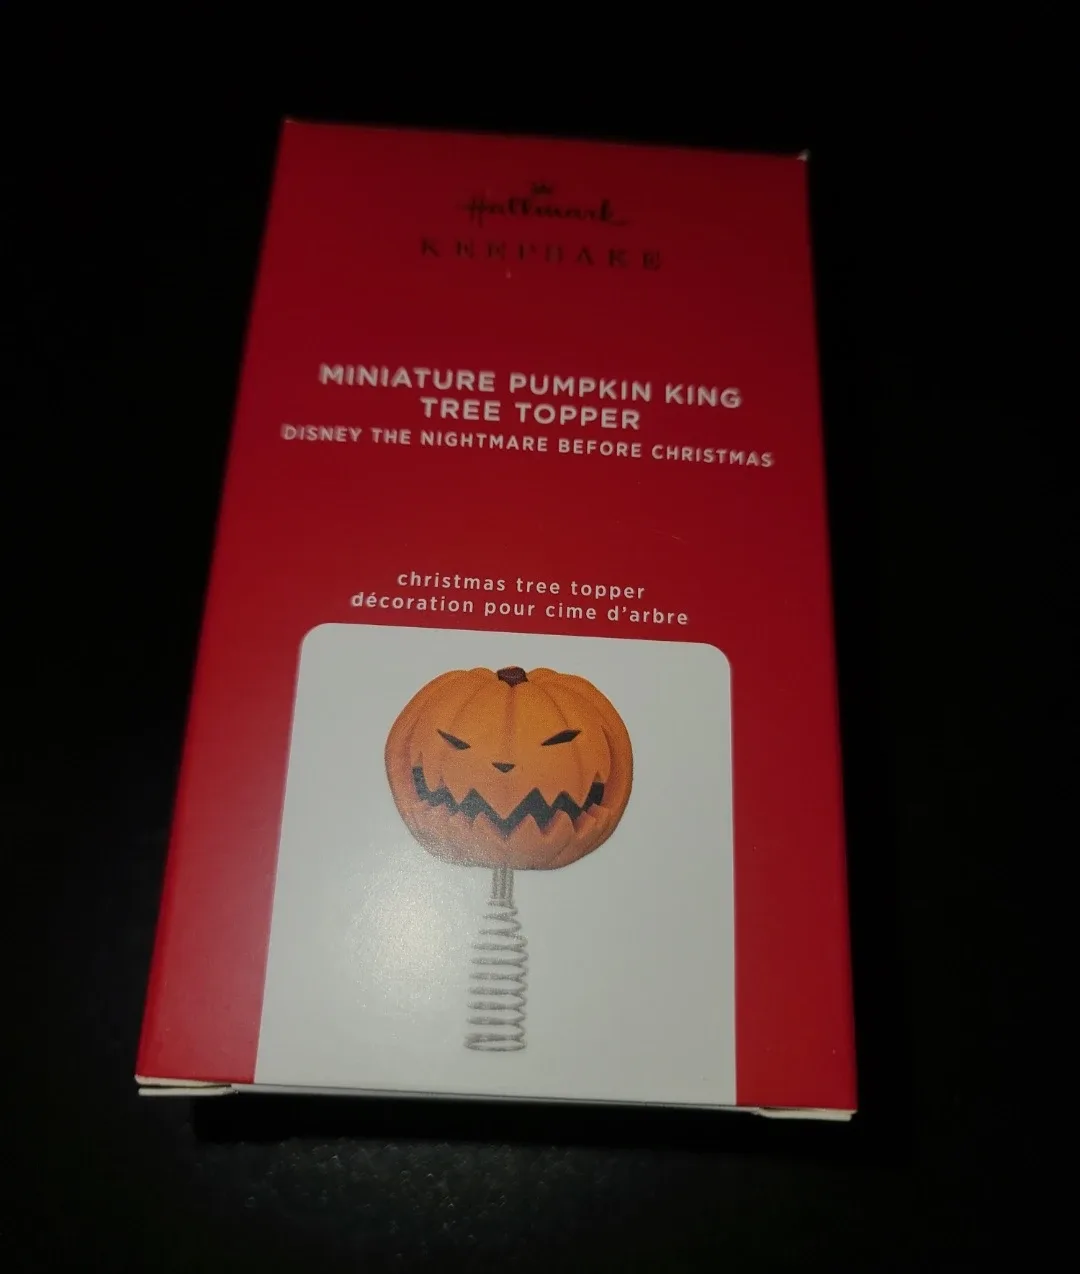 Hallmark
KEEPSAKE
MINIATURE PUMPKIN KING
TREE TOPPER
DISNEY THE NIGHTMARE BEFORE CHRISTMAS
christmas tree topper
décoration pour cime d'arbre